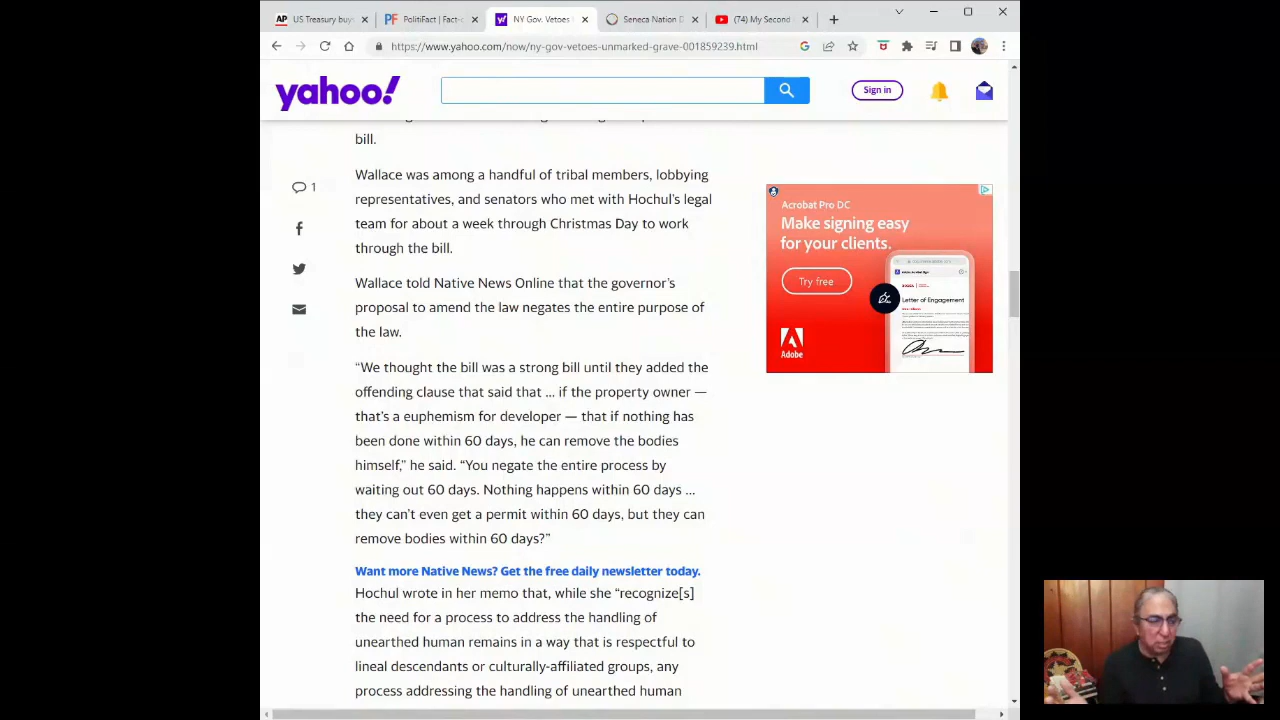 US Treasury buys
PolitiFact | Fact-c
NY Gov. Vetoes
Seneca Nation D
(74) My Second
https://www.yahoo.com/now/ny-gov-vetoes-unmarked-grave-001859239.html
yahoo!
Sign in
bill.
1
Wallace was among a handful of tribal members, lobbying
representatives, and senators who met with Hochul's legal
team for about a week through Christmas Day to work
through the bill.
Wallace told Native News Online that the governor's
proposal to amend the law negates the entire purpose of
the law.
“We thought the bill was a strong bill until they added the
offending clause that said that ... if the property owner —
that's a euphemism for developer — that if nothing has
been done within 60 days, he can remove the bodies
himself,” he said. “You negate the entire process by
waiting out 60 days. Nothing happens within 60 days ...
they can't even get a permit within 60 days, but they can
remove bodies within 60 days?”
Want more Native News? Get the free daily newsletter today.
Hochul wrote in her memo that, while she “recognize[s]
the need for a process to address the handling of
unearthed human remains in a way that is respectful to
lineal descendants or culturally-affiliated groups, any
process addressing the handling of unearthed human
Acrobat Pro DC
Make signing easy
for your clients.
Try free
Letter of Engagement
Adobe